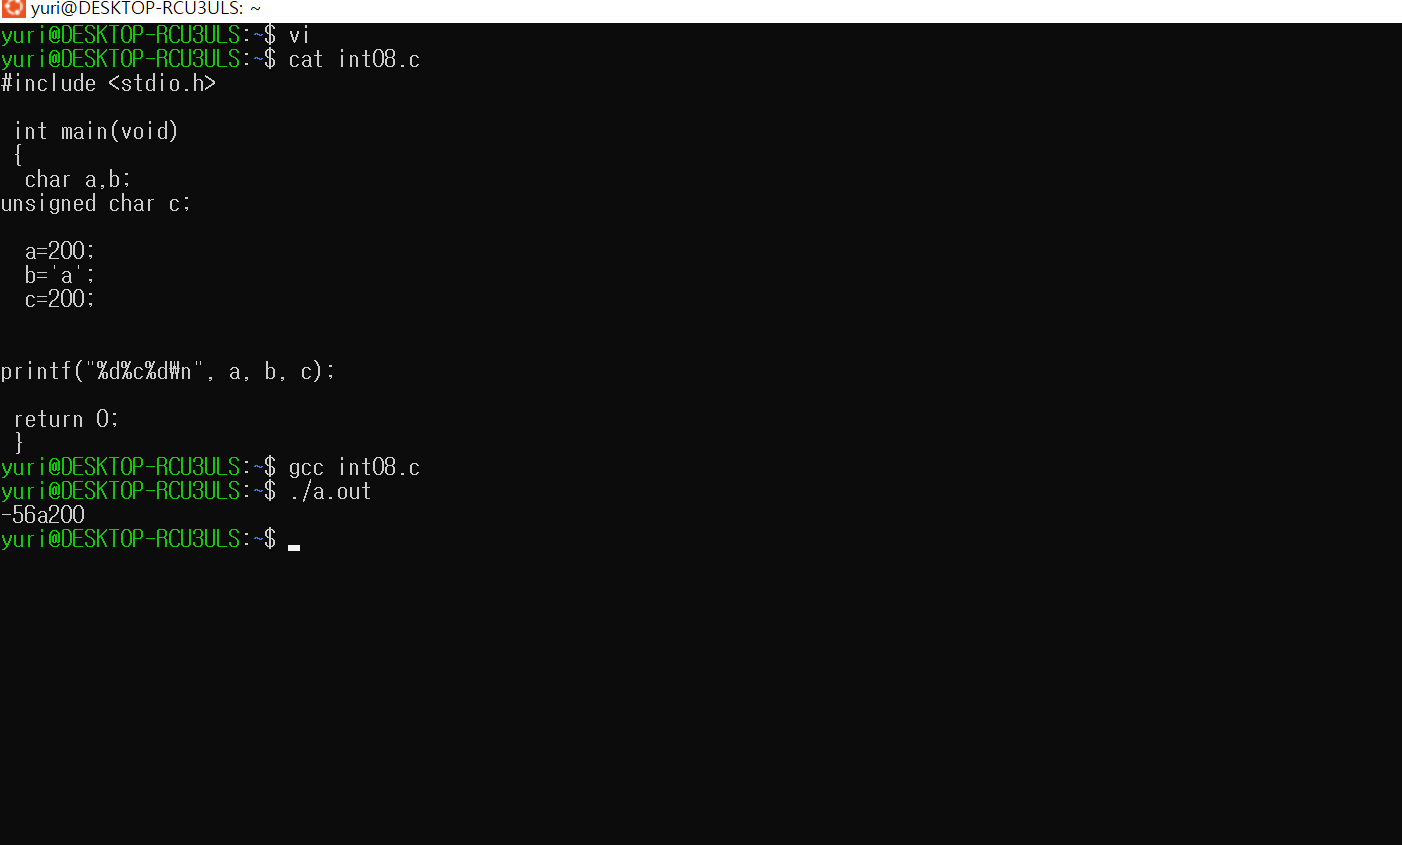 yuri@DESKTOP-RCU3ULS: ~
yuri@DESKTOP-RCU3ULS:~$ vi
yuri@DESKTOP-RCU3ULS:~$ cat int08.c
#include <stdio.h>
int main(void)
{
char a,b;
unsigned char c;
a=200;
b='a';
c=200;
printf("%d%c%d₩n", a, b, c);
return 0;
}
yuri@DESKTOP-RCU3ULS:~$ gcc int08.c
yuri@DESKTOP-RCU3ULS:~$ ./a.out
-56a200
yuri@DESKTOP-RCU3ULS:~$